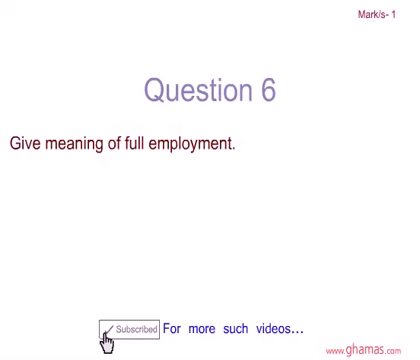 Mark/s- 1
Question 6
Give meaning of full employment.
Subscribed For more such videos...
www.ghamas.com